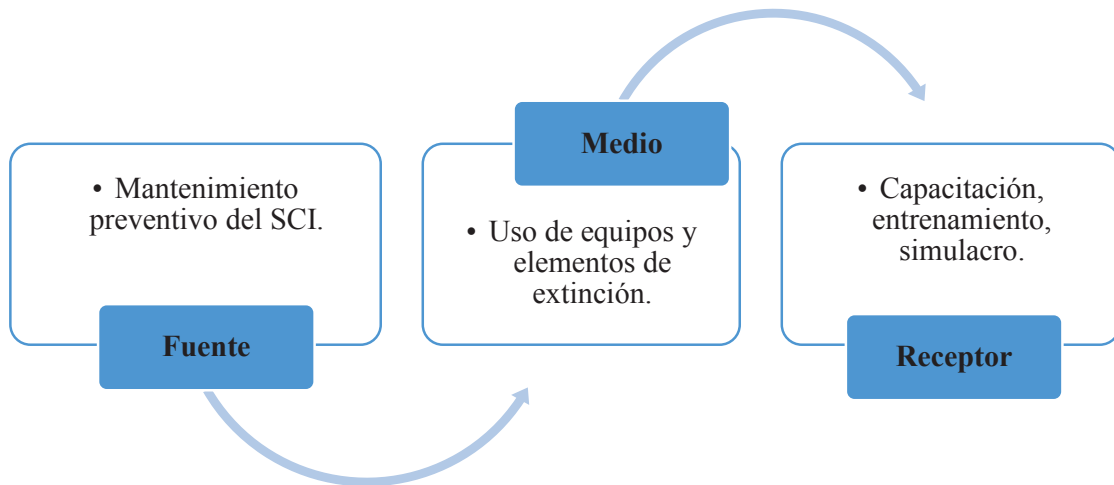 • Mantenimiento
preventivo del SCI.
Fuente
Medio
• Uso de equipos y
elementos de
extinción.
• Capacitación,
entrenamiento,
simulacro.
Receptor